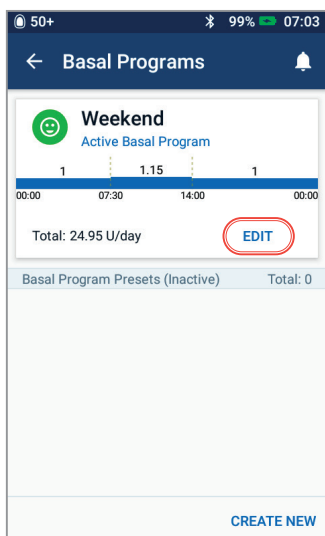 50+ 99% 07:03
Basal Programs
Weekend
Active Basal Program
1 1.15 1
00:00 07:30 14:00 00:00
Total: 24.95 U/day EDIT
Basal Program Presets (Inactive) Total: 0
CREATE NEW